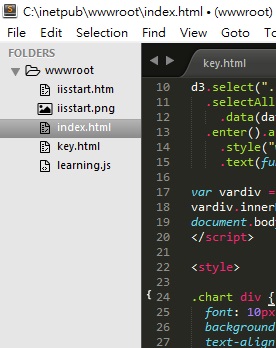 C:\inetpub\wwwroot\index.html • (wwwroot)
File Edit Selection Find View Goto
FOLDERS
wwwroot
iisstart.htm
iisstart.png
index.html
key.html
learning.js
key.html
10 d3.select(".
11 .selectAll
12 .data(da
13 .enter().a
14 .style("
15 .text(fu
16
17 var vardiv =
18 vardiv.inner
19 document.bod
20 </script>
21
22 <style>
23
{ 24 .chart div {
25 font: 10px
26 background
27 text-align